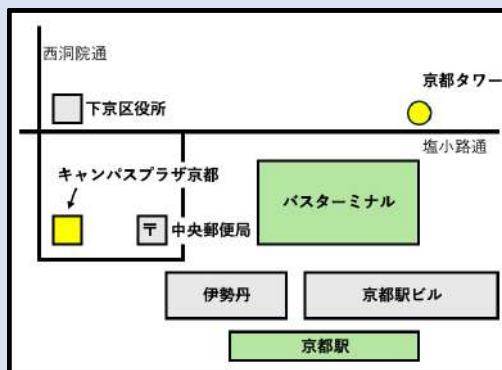 西洞院通
京都タワー
下京区役所
塩小路通
キャンパスプラザ京都
バスターミナル
〒 中央郵便局
伊勢丹
京都駅ビル
京都駅